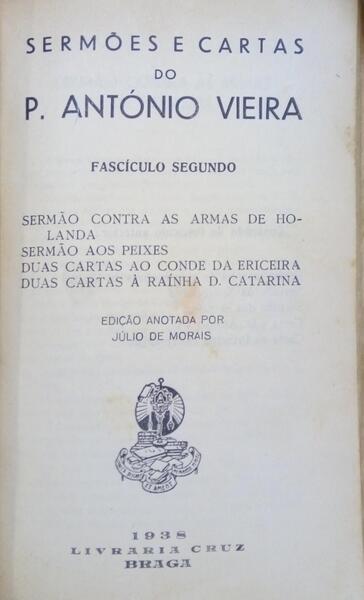 SERMÕES E CARTAS
DO
P. ANTÓNIO VIEIRA
FASCÍCULO SEGUNDO
SERMÃO CONTRA AS ARMAS DE HO-
LANDA
SERMÃO AOS PEIXES
DUAS CARTAS AO CONDE DA ERICEIRA
DUAS CARTAS À RAÍNHA D. CATARINA
EDIÇÃO ANOTADA POR
JÚLIO DE MORAIS
1938
LIVRARIA CRUZ
BRAGA